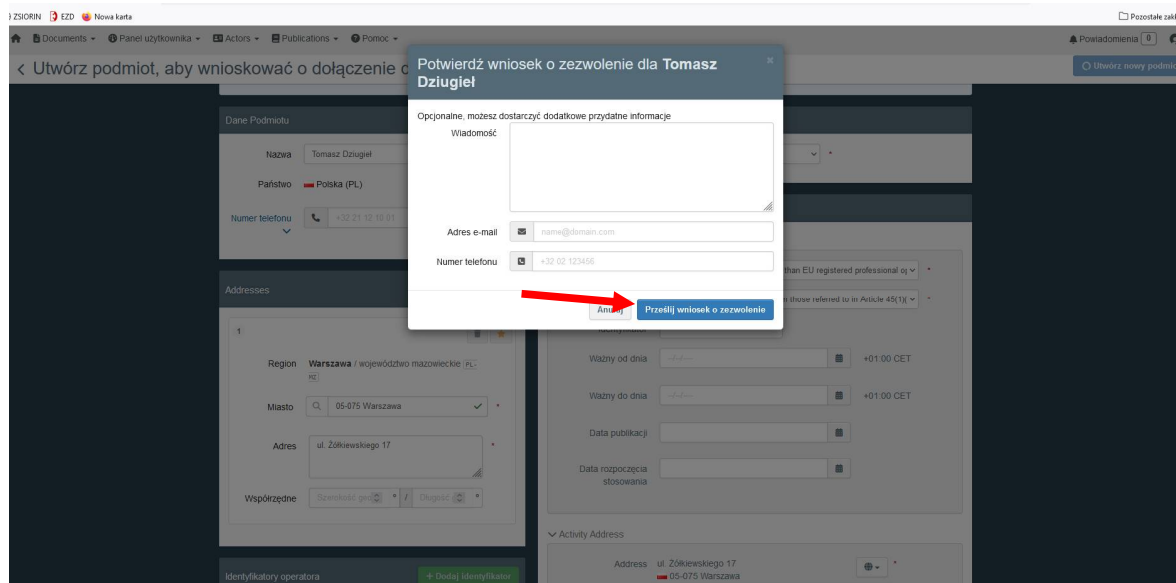 ZSIORIN EZD Nowa karta Pozostałe zakł
Documents Panel użytkownika Actors Publications Pomoc Powiadomienia 0
< Utwórz podmiot, aby wnioskować o dołączenie Utwórz nowy podmio
Potwierdź wniosek o zezwolenie dla Tomasz
Dziugieł
Opcjonalne, możesz dostarczyć dodatkowe przydatne informacje
Wiadomość
Adres e-mail name@domain.com
Numer telefonu +32 02 123456
Prześlij wniosek o zezwolenie
Dane Podmiotu
Nazwa Tomasz Dziugieł
Państwo Polska (PL)
Numer telefonu +32 21 12 18 01
Addresses
1
Region Warszawa / województwo mazowieckie PL-
Miasto 05-075 Warszawa *
Adres ul. Żółkiewskiego 17 *
Współrzędne ° / Długość °
Identyfikatory operatora + Dodaj identyfikator
*
than EU registered professional op *
n those referred to in Article 45(1)( *
Identyfikator
Ważny od dnia --/--/---- +01:00 CET
Ważny do dnia --/--/---- +01:00 CET
Data publikacji
Data rozpoczęcia
stosowania
Activity Address
Address ul. Żółkiewskiego 17 *
05-075 Warszawa